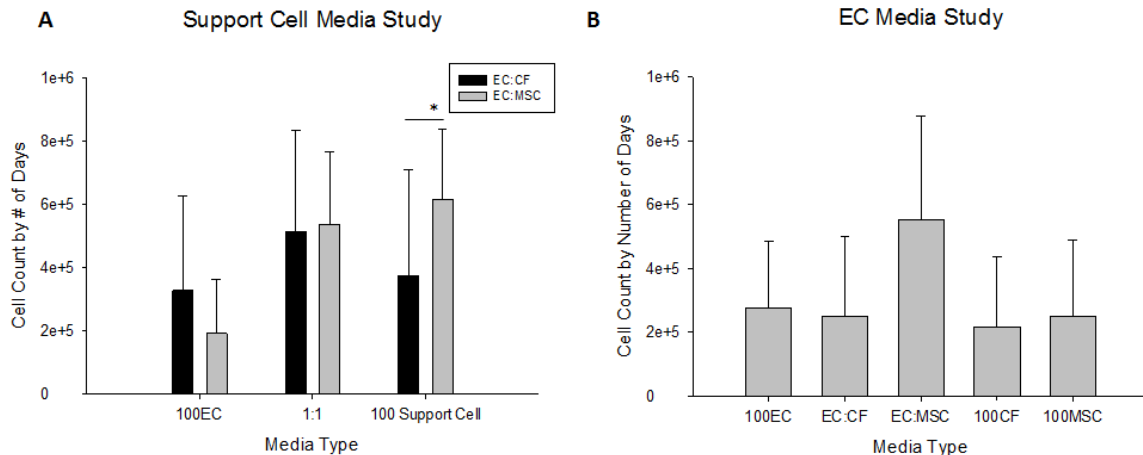 A
Support Cell Media Study
1e+6
8e+5
6e+5
4e+5
2e+5
0
Cell Count by # of Days
EC:CF
EC:MSC
*
100EC 1:1 100 Support Cell
Media Type
B
EC Media Study
1e+6
8e+5
6e+5
4e+5
2e+5
0
Cell Count by Number of Days
100EC EC:CF EC:MSC 100CF 100MSC
Media Type